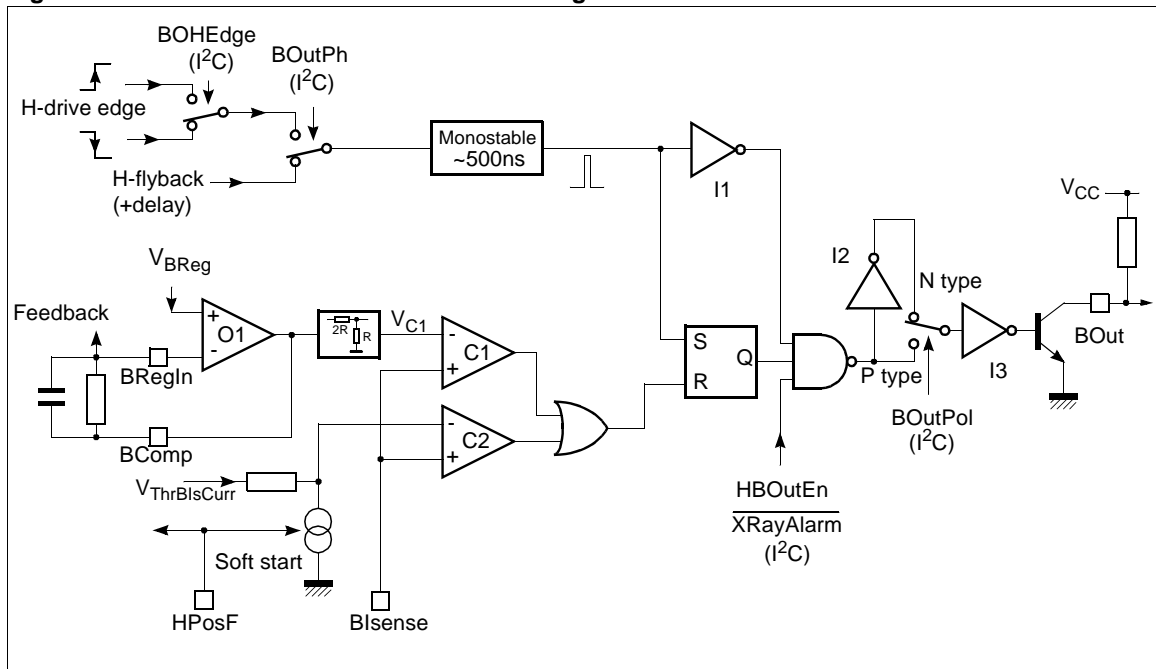 BOHEdge
(I²C)
BOutPh
(I²C)
H-drive edge
H-flyback
(+delay)
Monostable
~500ns
I1
VCC
I2
N type
VBReg
Feedback
+
O1
-
2R
R
VC1
-
C1
+
S
Q
R
P type
I3
BOut
BRegIn
BComp
-
C2
+
BOutPol
(I²C)
VThrBIsCurr
HBOutEn
XRayAlarm
(I²C)
Soft start
HPosF
BIsense